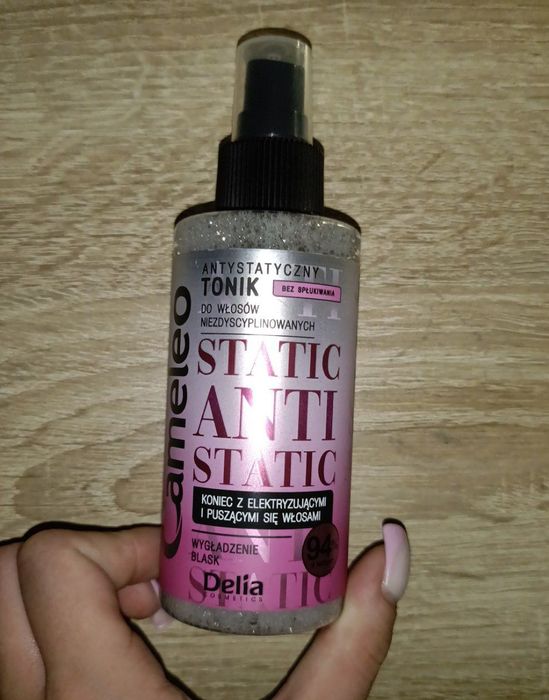 Cameleo
ANTYSTATYCZNY
TONIK
BEZ SPŁUKIWANIA
DO WŁOSÓW
NIEZDYSCYPLINOWANYCH
STATIC
ANTI
STATIC
KONIEC Z ELEKTRYZUJĄCYMI
I PUSZĄCYMI SIĘ WŁOSAMI
WYGŁADZENIE
BLASK
94%
Delia
COSMETICS
STATIC